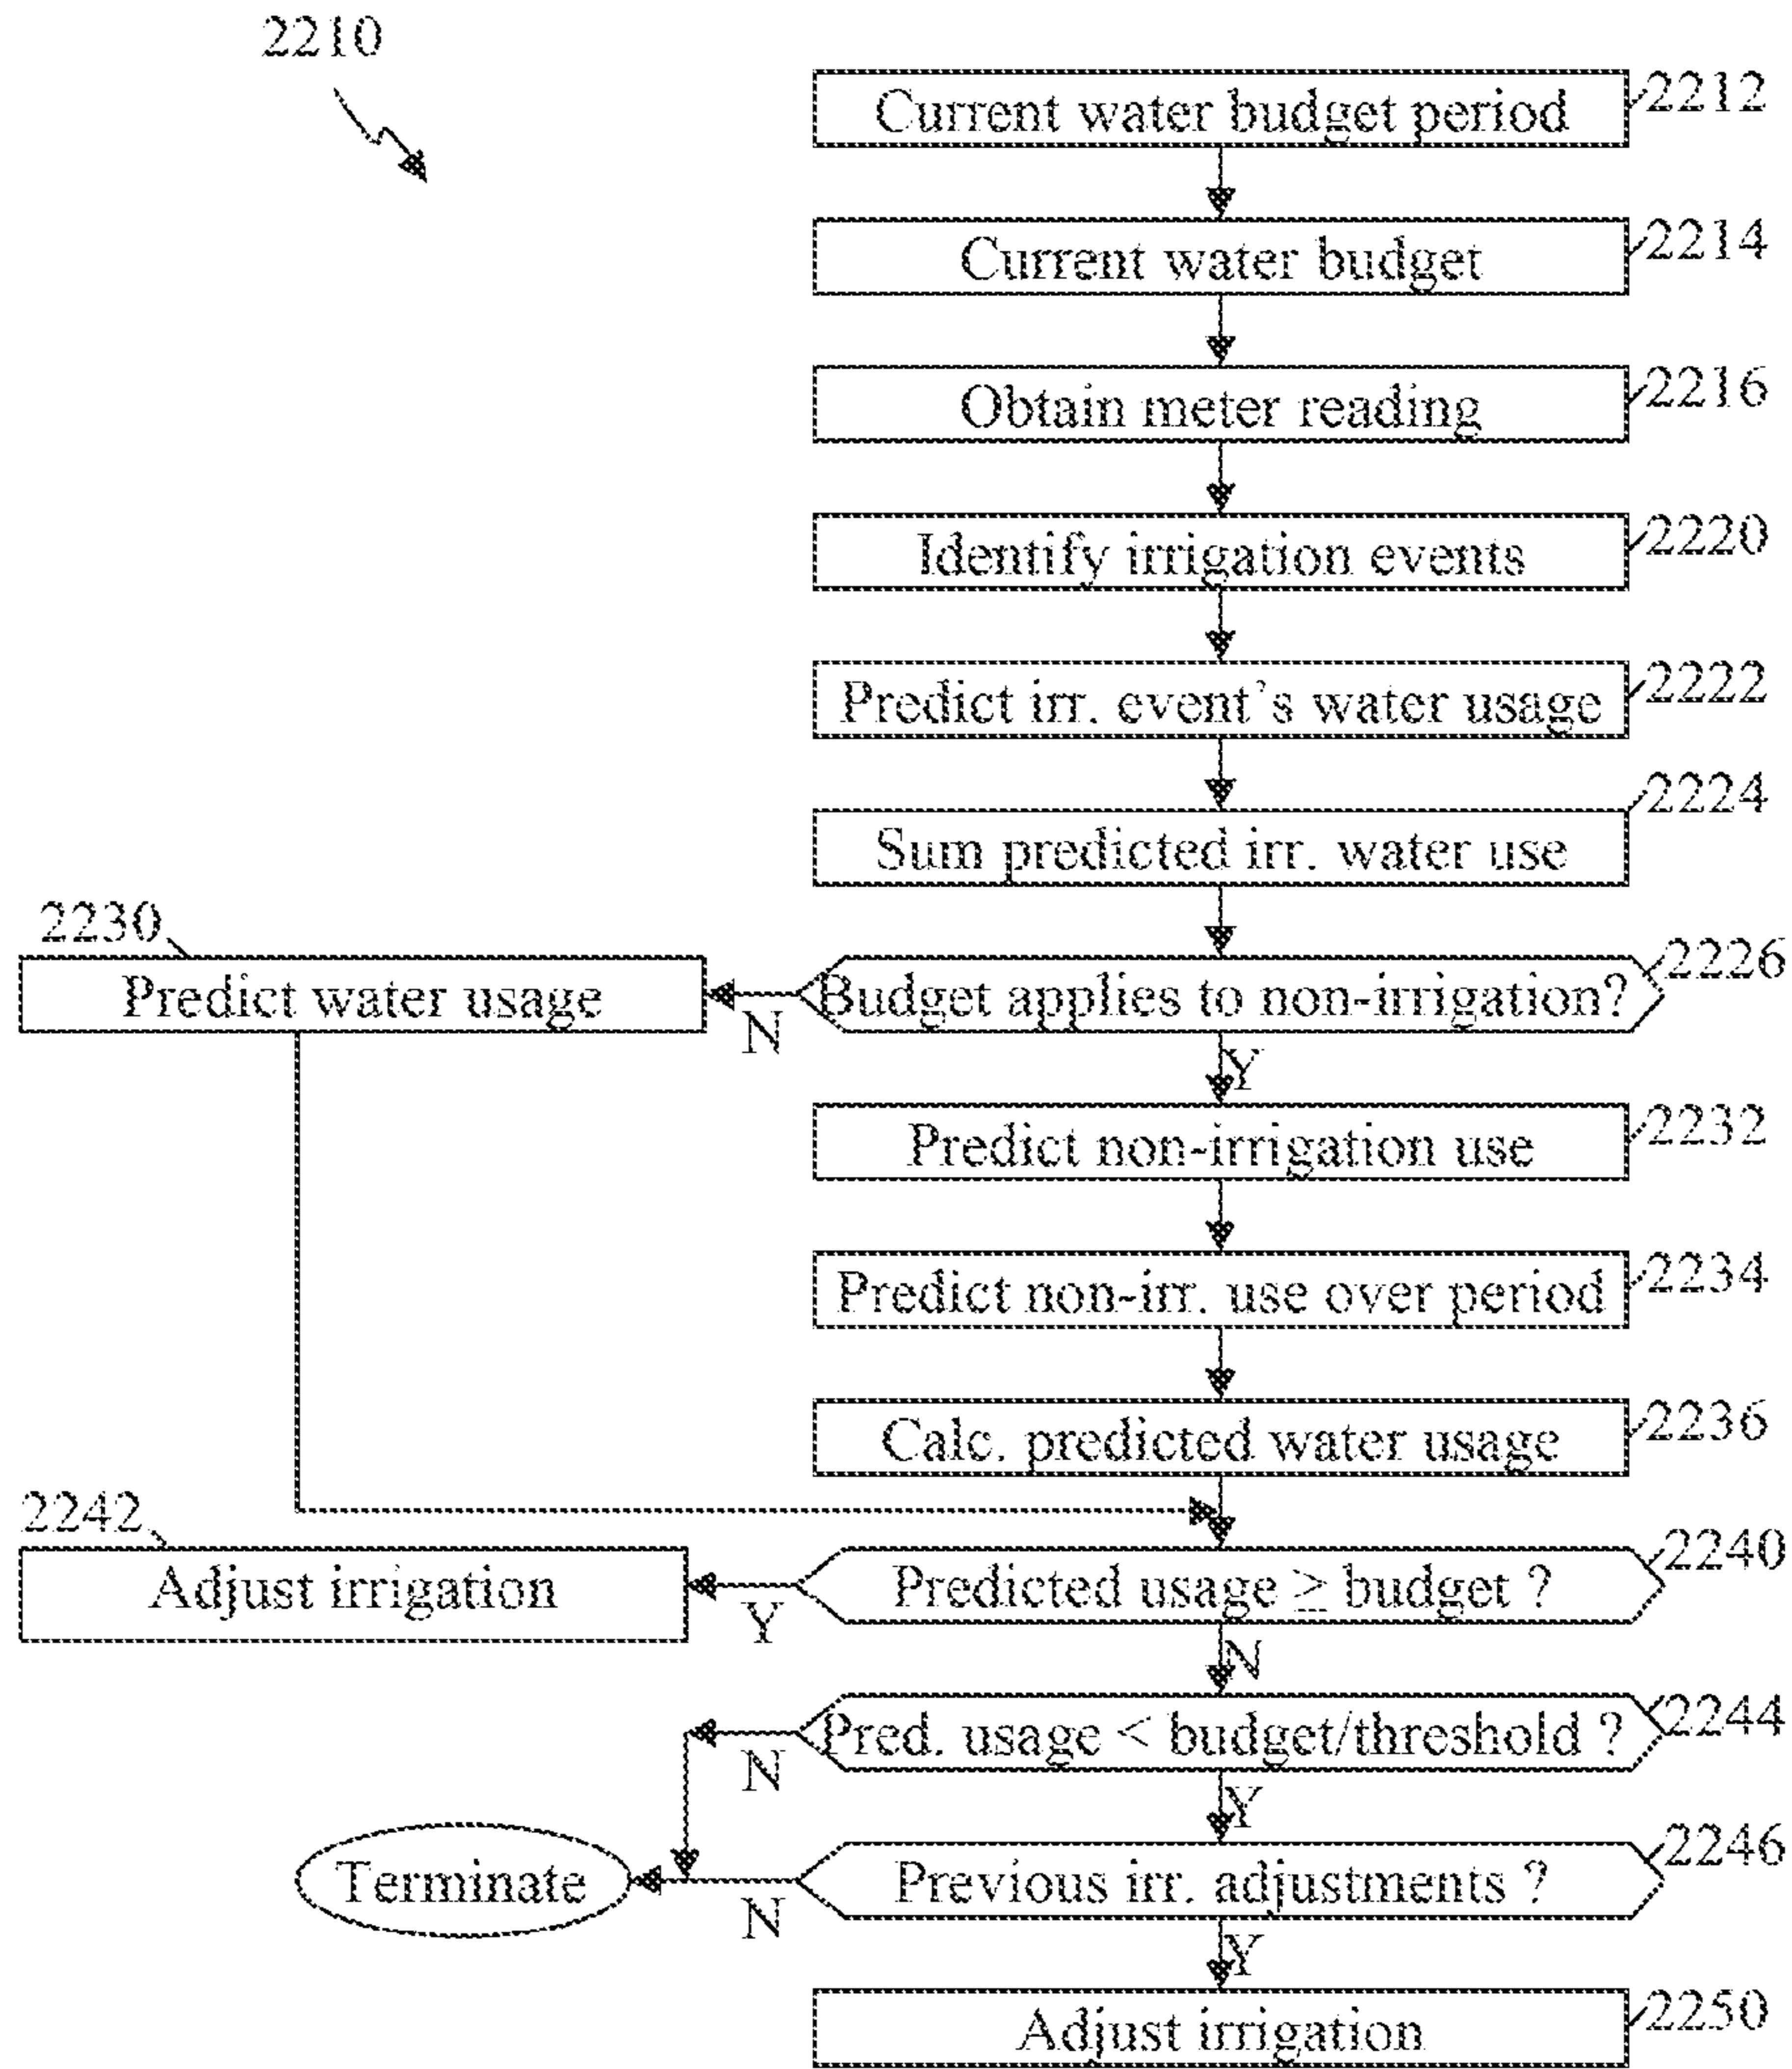 2210
Current water budget period 2212
Current water budget 2214
Obtain meter reading 2216
Identify irrigation events 2220
Predict irr. event's water usage 2222
Sum predicted irr. water use 2224
2230
Predict water usage
N
Budget applies to non-irrigation? 2226
Y
Predict non-irrigation use 2232
Predict non-irr. use over period 2234
Calc. predicted water usage 2236
2242
Adjust irrigation
Y
Predicted usage ≥ budget ? 2240
N
Pred. usage < budget/threshold ? 2244
N
Y
Terminate
N
Previous irr. adjustments ? 2246
Y
Adjust irrigation 2250